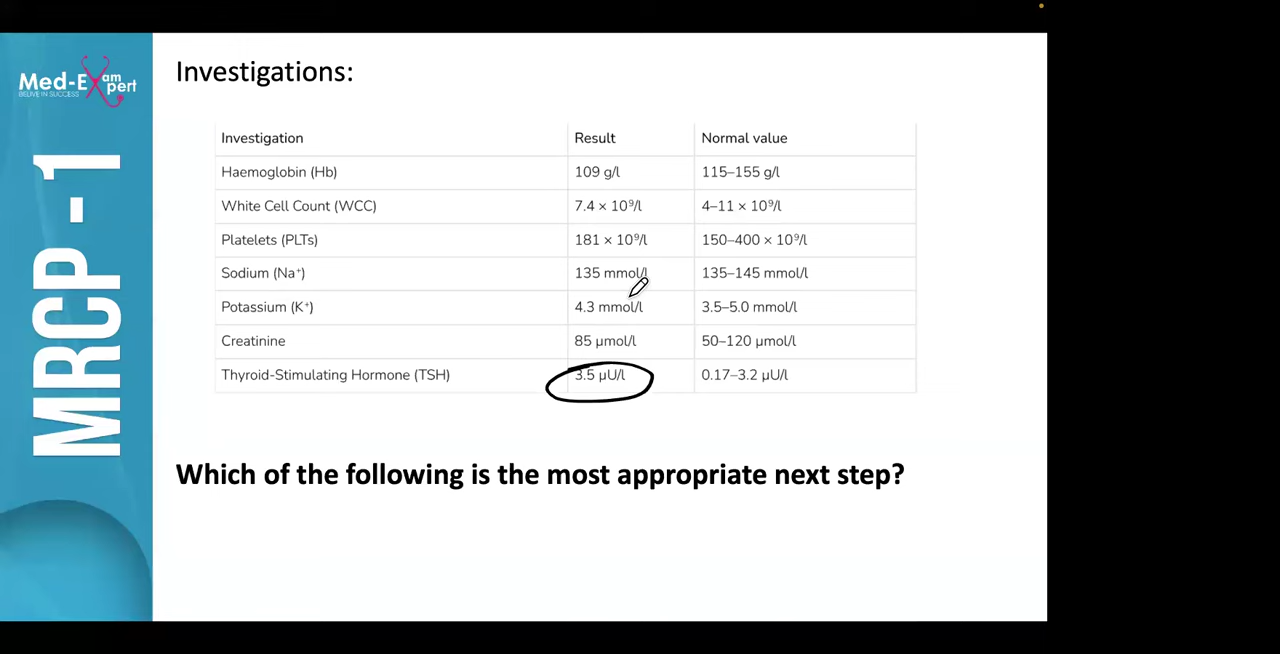 Med-Exam
pert
BELIVE IN SUCCESS
MRCP - 1
Investigations:
Investigation Result Normal value
Haemoglobin (Hb) 109 g/l 115–155 g/l
White Cell Count (WCC) 7.4 × 10⁹/l 4–11 × 10⁹/l
Platelets (PLTs) 181 × 10⁹/l 150–400 × 10⁹/l
Sodium (Na⁺) 135 mmol/l 135–145 mmol/l
Potassium (K⁺) 4.3 mmol/l 3.5–5.0 mmol/l
Creatinine 85 µmol/l 50–120 µmol/l
Thyroid-Stimulating Hormone (TSH) 3.5 µU/l 0.17–3.2 µU/l
Which of the following is the most appropriate next step?